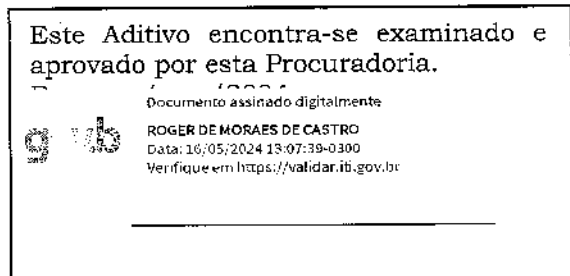 Este Aditivo encontra-se examinado e
aprovado por esta Procuradoria.
Documento assinado digitalmente
ROGER DE MORAES DE CASTRO
Data: 16/05/2024 13:07:39-0300
Verifique em https://validar.iti.gov.br